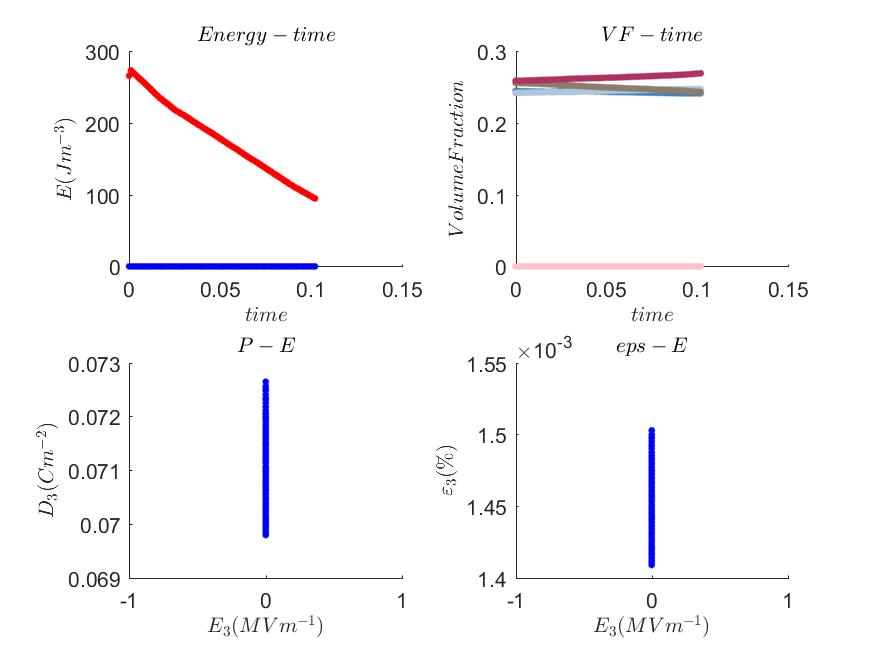 Energy − time
300
200
100
0
E(Jm⁻³)
0
0.05
0.1
0.15
time
VF − time
0.3
0.2
0.1
0
VolumeFraction
0
0.05
0.1
0.15
time
P − E
0.073
0.072
0.071
0.07
0.069
D₃(Cm⁻²)
-1
0
1
E₃(MVm⁻¹)
×10⁻³
eps − E
1.55
1.5
1.45
1.4
ε₃(%)
-1
0
1
E₃(MVm⁻¹)